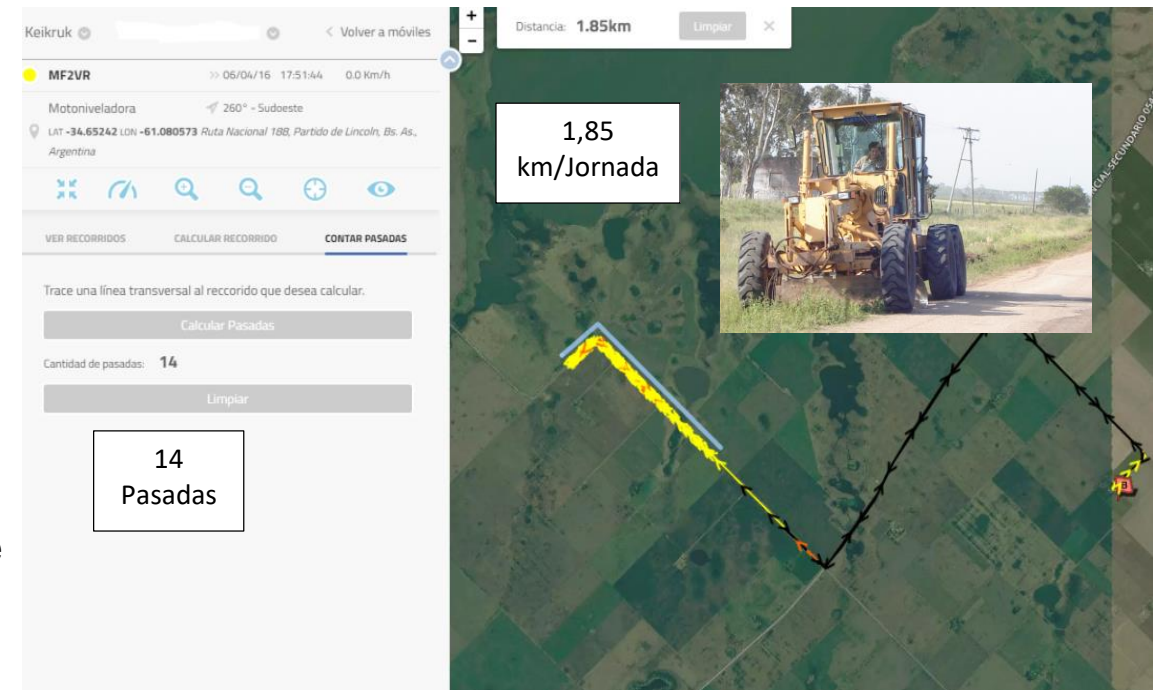 Keikruk
Volver a móviles
MF2VR
06/04/16 17:51:44 0.0 Km/h
Motoniveladora
260° - Sudoeste
LAT -34.65242 LON -61.080573 Ruta Nacional 188, Partido de Lincoln, Bs. As.,
Argentina
VER RECORRIDOS
CALCULAR RECORRIDO
CONTAR PASADAS
Trace una línea transversal al reccorido que desea calcular.
Calcular Pasadas
Cantidad de pasadas: 14
Limpiar
14
Pasadas
+
-
Distancia: 1.85km
Limpiar
1,85
km/Jornada
NCIAL SECUNDARIO 054
B